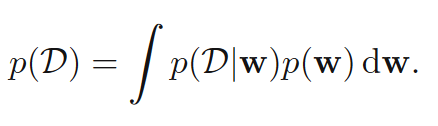 p(𝒟) = ∫ p(𝒟|𝐰)p(𝐰) d𝐰.